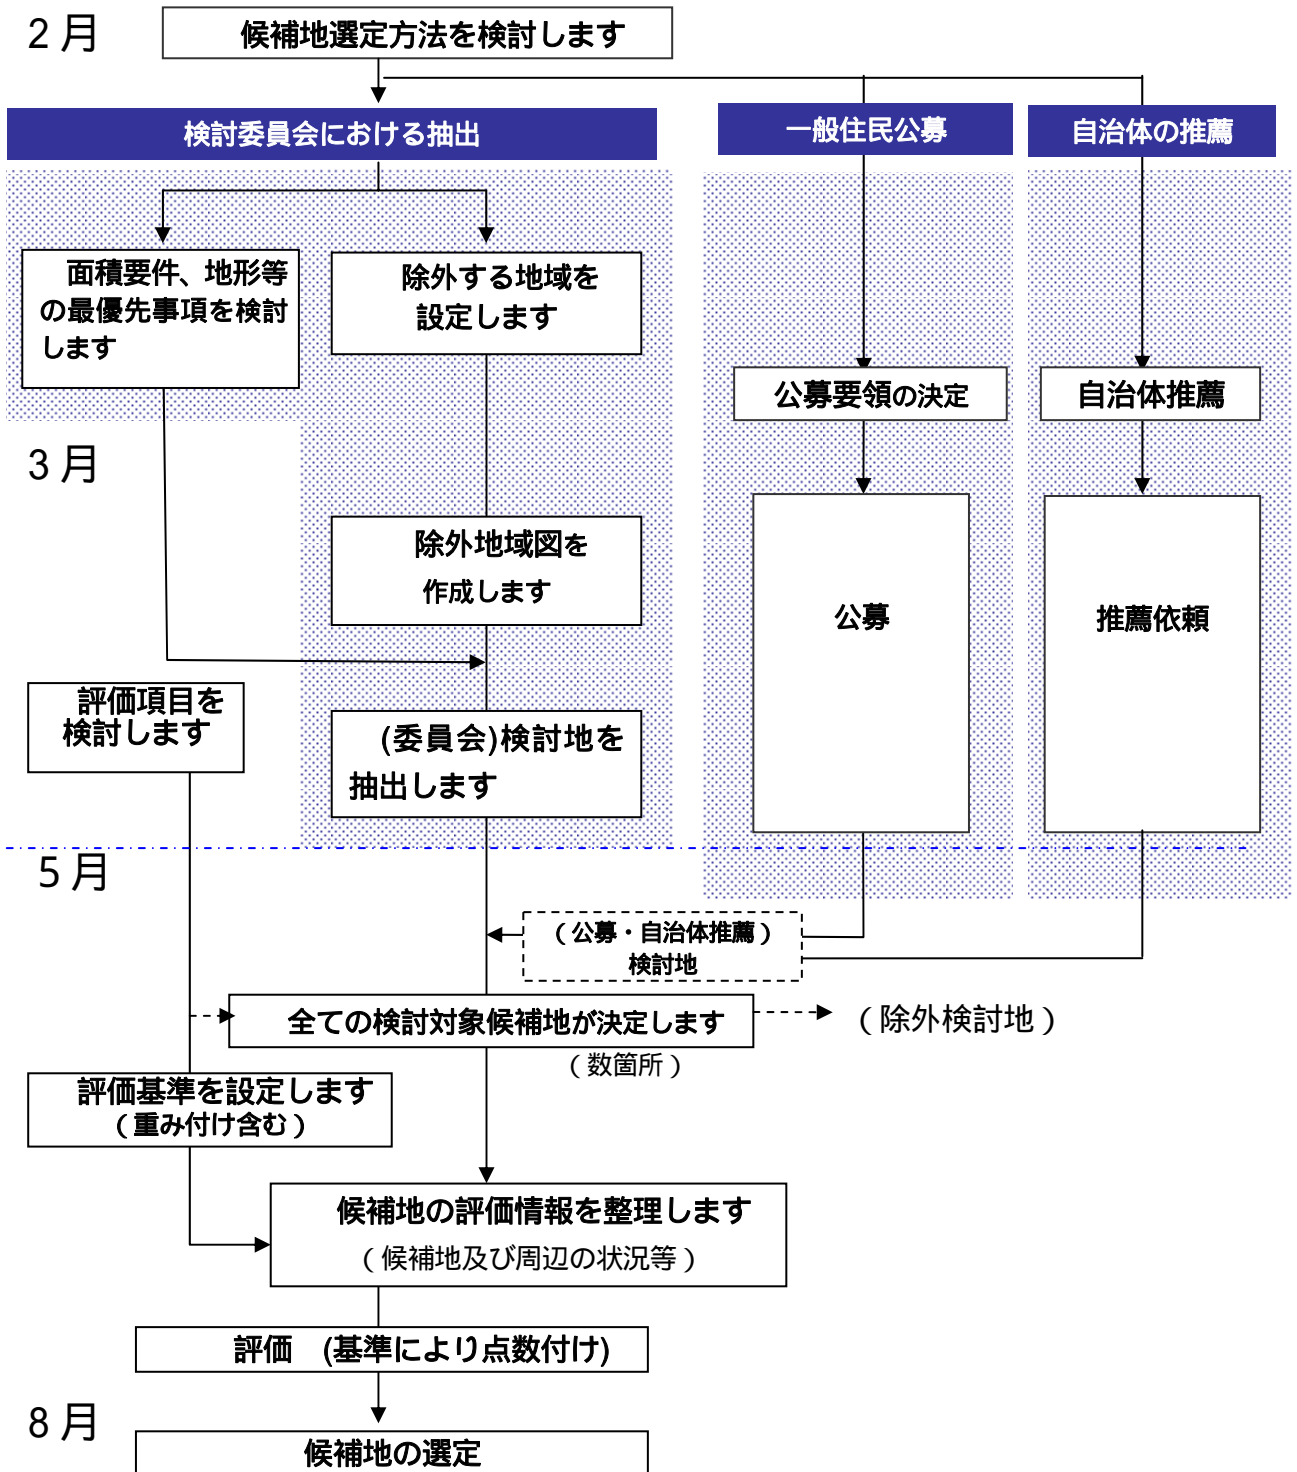 2月
候補地選定方法を検討します
検討委員会における抽出
一般住民公募
自治体の推薦
面積要件、地形等
の最優先事項を検討
します
除外する地域を
設定します
公募要領の決定
自治体推薦
3月
除外地域図を
作成します
公募
推薦依頼
評価項目を
検討します
(委員会)検討地を
抽出します
5月
（公募・自治体推薦）
検討地
全ての検討対象候補地が決定します
（除外検討地）
（数箇所）
評価基準を設定します
（重み付け含む）
候補地の評価情報を整理します
（候補地及び周辺の状況等）
評価　(基準により点数付け)
8月
候補地の選定